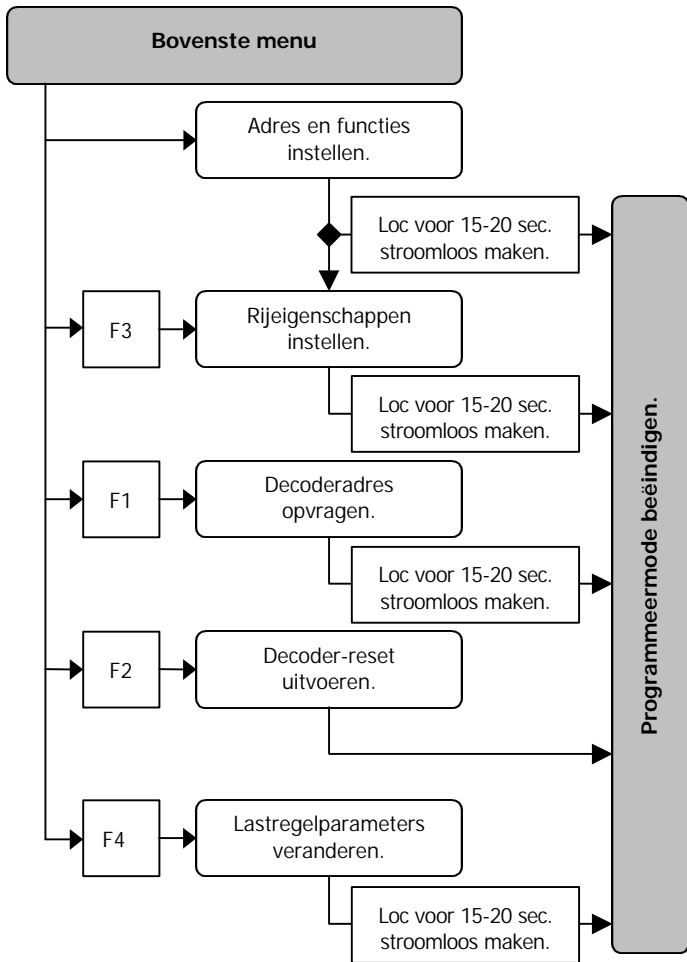 Bovenste menu
Adres en functies
instellen.
Loc voor 15-20 sec.
stroomloos maken.
F3
Rijeigenschappen
instellen.
Loc voor 15-20 sec.
stroomloos maken.
F1
Decoderadres
opvragen.
Loc voor 15-20 sec.
stroomloos maken.
F2
Decoder-reset
uitvoeren.
F4
Lastregelparameters
veranderen.
Loc voor 15-20 sec.
stroomloos maken.
Programmeermode beëindigen.